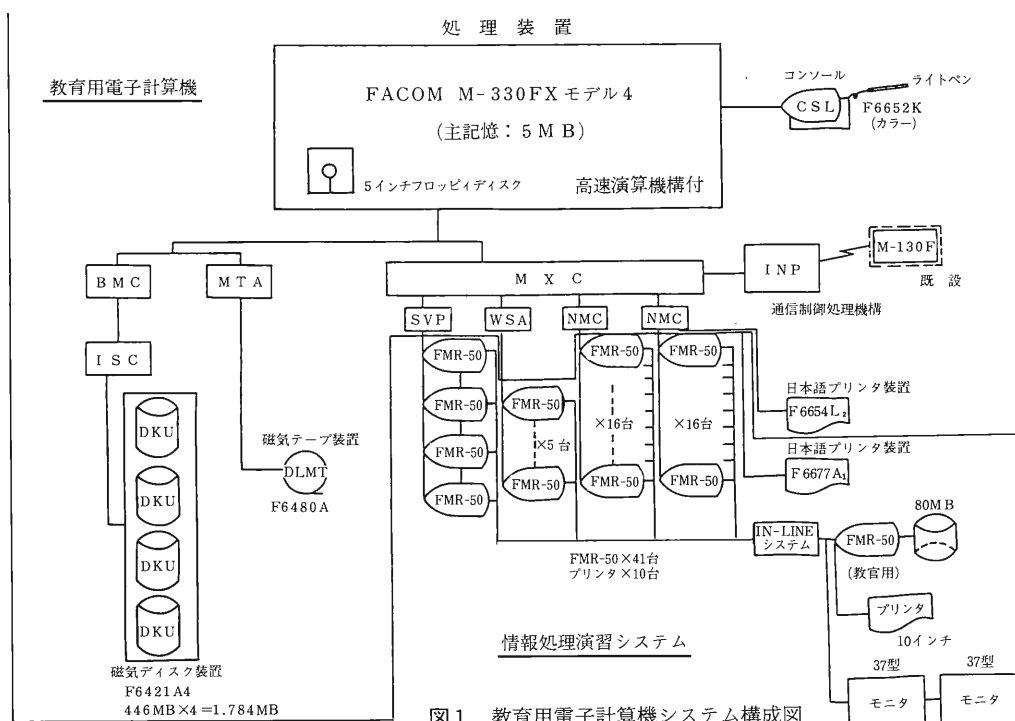 処理装置
教育用電子計算機
FACOM M-330FXモデル4
(主記憶：5MB)
5インチフロッピィディスク
高速演算機構付
コンソール
ライトペン
CSL
F6652K
(カラー)
BMC
MTA
MXC
INP
M-130F
既設
通信制御処理機構
SVP
WSA
NMC
NMC
ISC
FMR-50
FMR-50
FMR-50
FMR-50
FMR-50
×5台
FMR-50
FMR-50
×16台
FMR-50
FMR-50
×16台
FMR-50
日本語プリンタ装置
F6654L2
日本語プリンタ装置
F6677A1
DKU
DKU
DKU
DKU
磁気テープ装置
DLMT
F6480A
IN-LINE
システム
FMR-50
(教官用)
80MB
FMR-50×41台
プリンタ×10台
プリンタ
10インチ
情報処理演習システム
37型
モニタ
37型
モニタ
磁気ディスク装置
F6421A4
446MB×4=1.784MB
図1 教育用電子計算機システム構成図